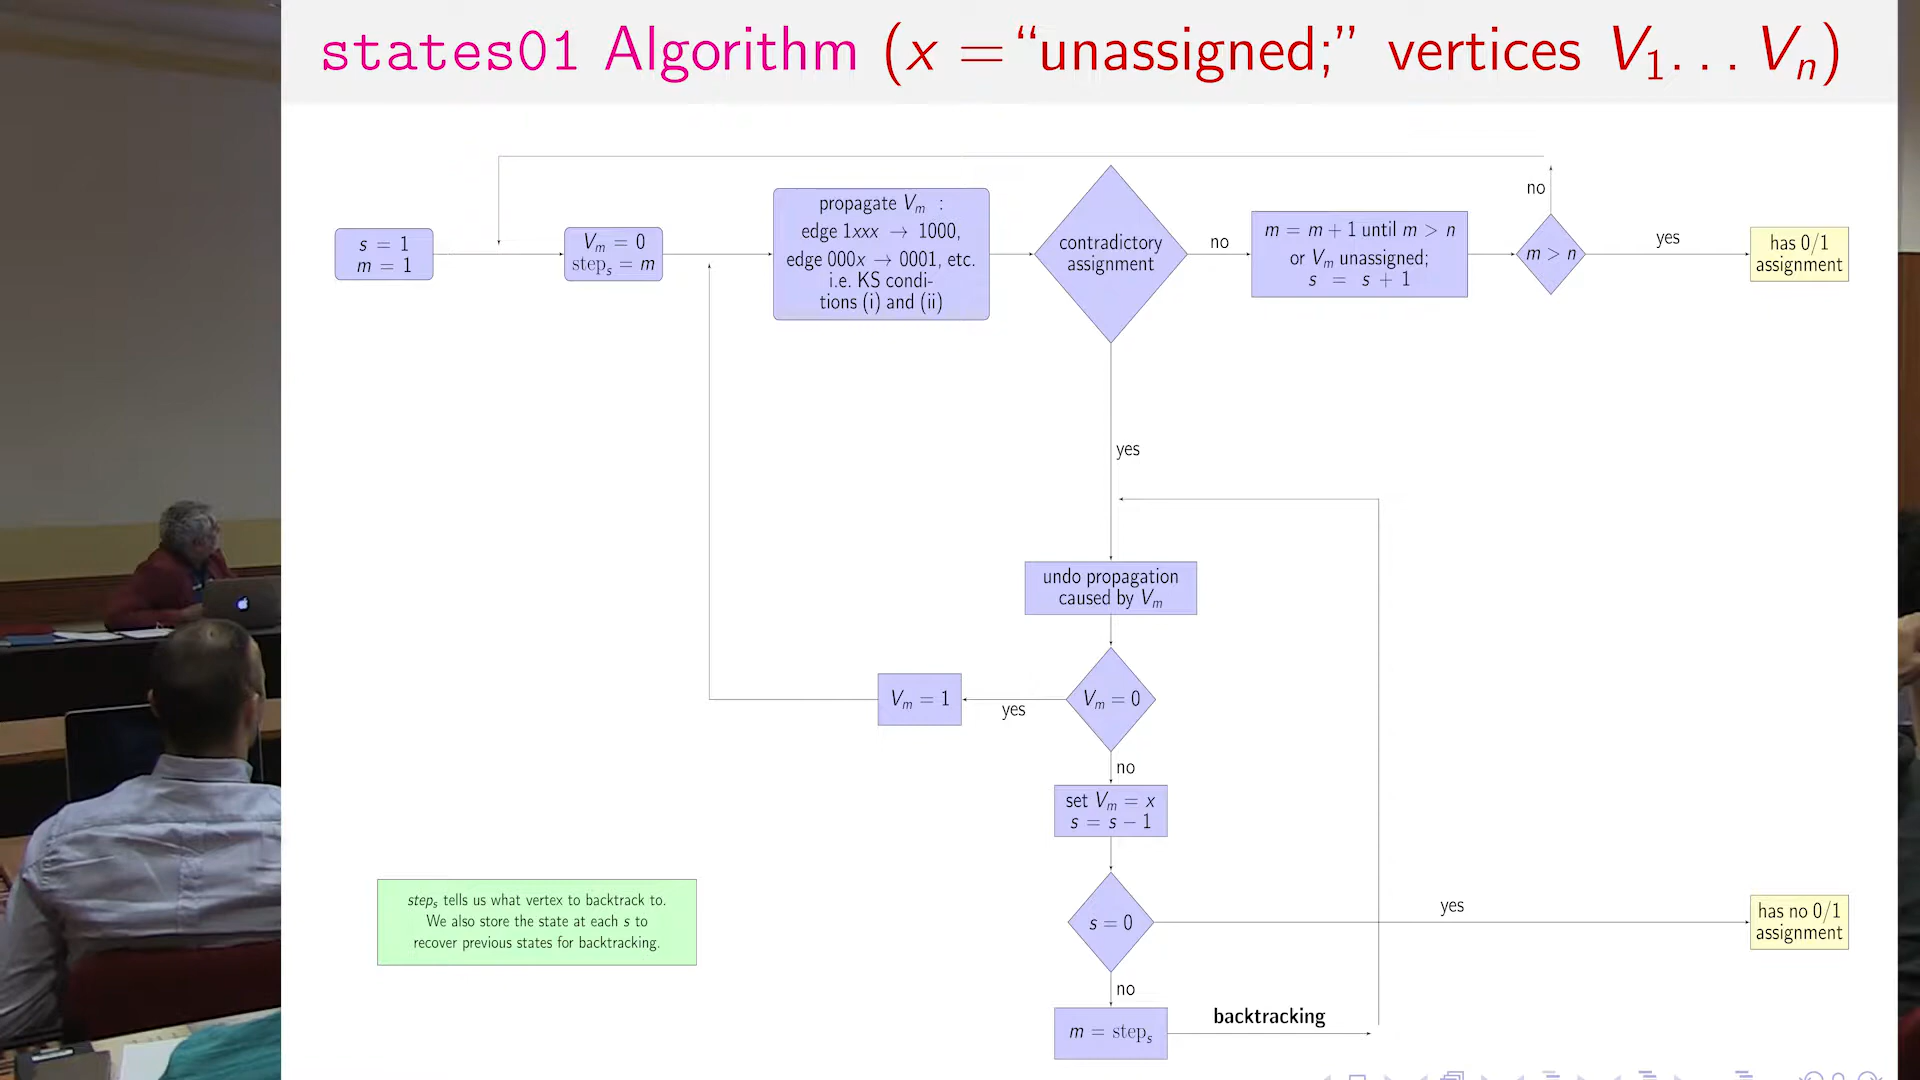 states01 Algorithm (x = “unassigned;” vertices V₁ . . . Vₙ)
s = 1
m = 1
Vₘ = 0
stepₛ = m
propagate Vₘ :
edge 1xxx → 1000,
edge 000x → 0001, etc.
i.e. KS condi-
tions (i) and (ii)
contradictory
assignment
no
m = m + 1 until m > n
or Vₘ unassigned;
s = s + 1
m > n
no
yes
has 0/1
assignment
yes
undo propagation
caused by Vₘ
Vₘ = 0
yes
Vₘ = 1
no
set Vₘ = x
s = s − 1
s = 0
yes
has no 0/1
assignment
no
m = stepₛ
backtracking
stepₛ tells us what vertex to backtrack to.
We also store the state at each s to
recover previous states for backtracking.